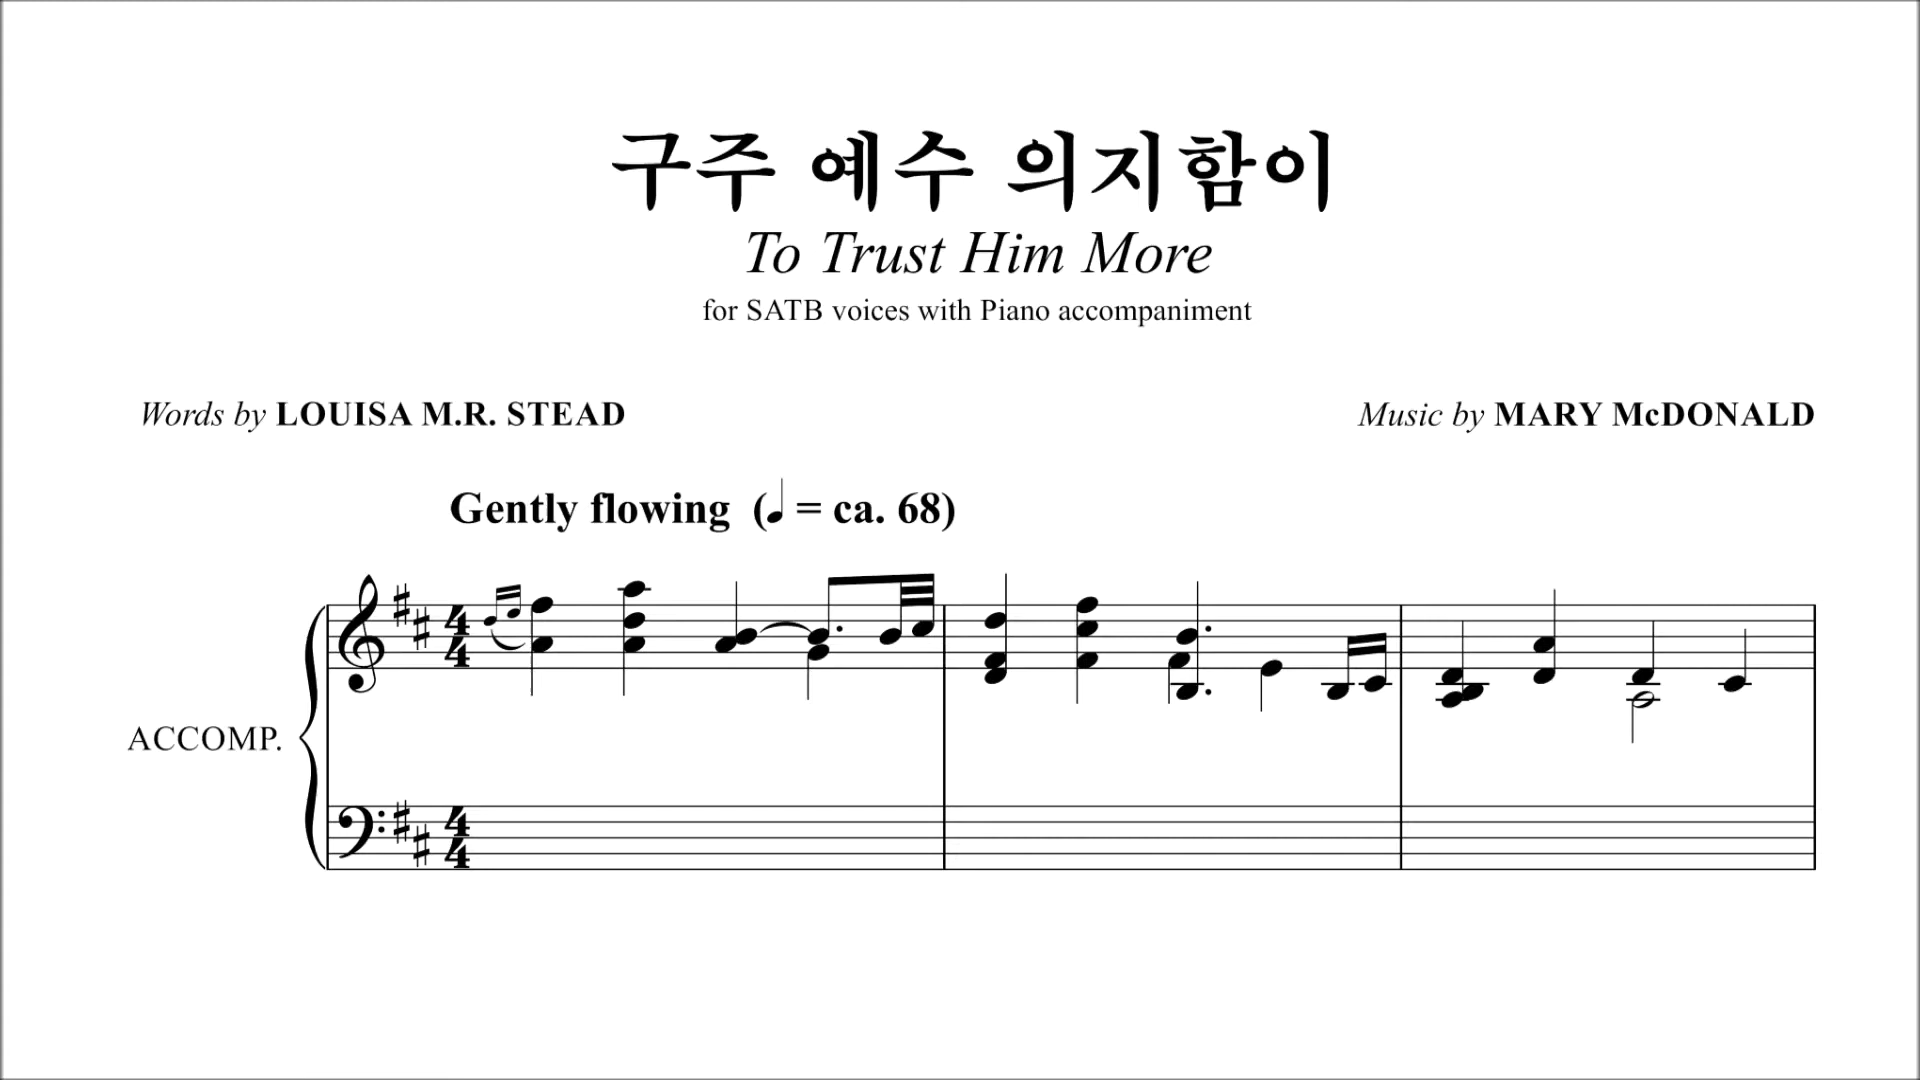 구주 예수 의지함이
To Trust Him More
for SATB voices with Piano accompaniment
Words by LOUISA M.R. STEAD
Music by MARY McDONALD
Gently flowing (♩ = ca. 68)
ACCOMP.